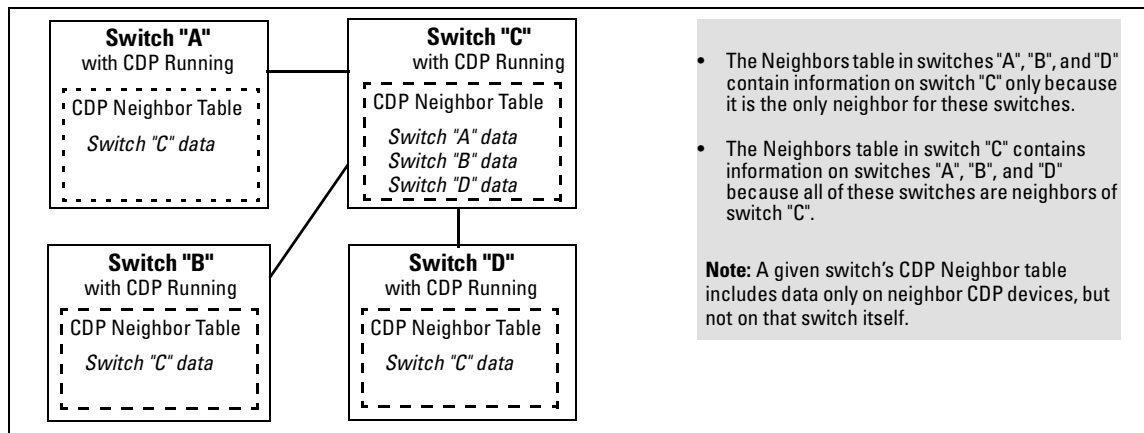 Switch "A"
with CDP Running
CDP Neighbor Table
Switch "C" data
Switch "C"
with CDP Running
CDP Neighbor Table
Switch "A" data
Switch "B" data
Switch "D" data
Switch "B"
with CDP Running
CDP Neighbor Table
Switch "C" data
Switch "D"
with CDP Running
CDP Neighbor Table
Switch "C" data
• The Neighbors table in switches "A", "B", and "D"
contain information on switch "C" only because
it is the only neighbor for these switches.
• The Neighbors table in switch "C" contains
information on switches "A", "B", and "D"
because all of these switches are neighbors of
switch "C".
Note: A given switch’s CDP Neighbor table
includes data only on neighbor CDP devices, but
not on that switch itself.